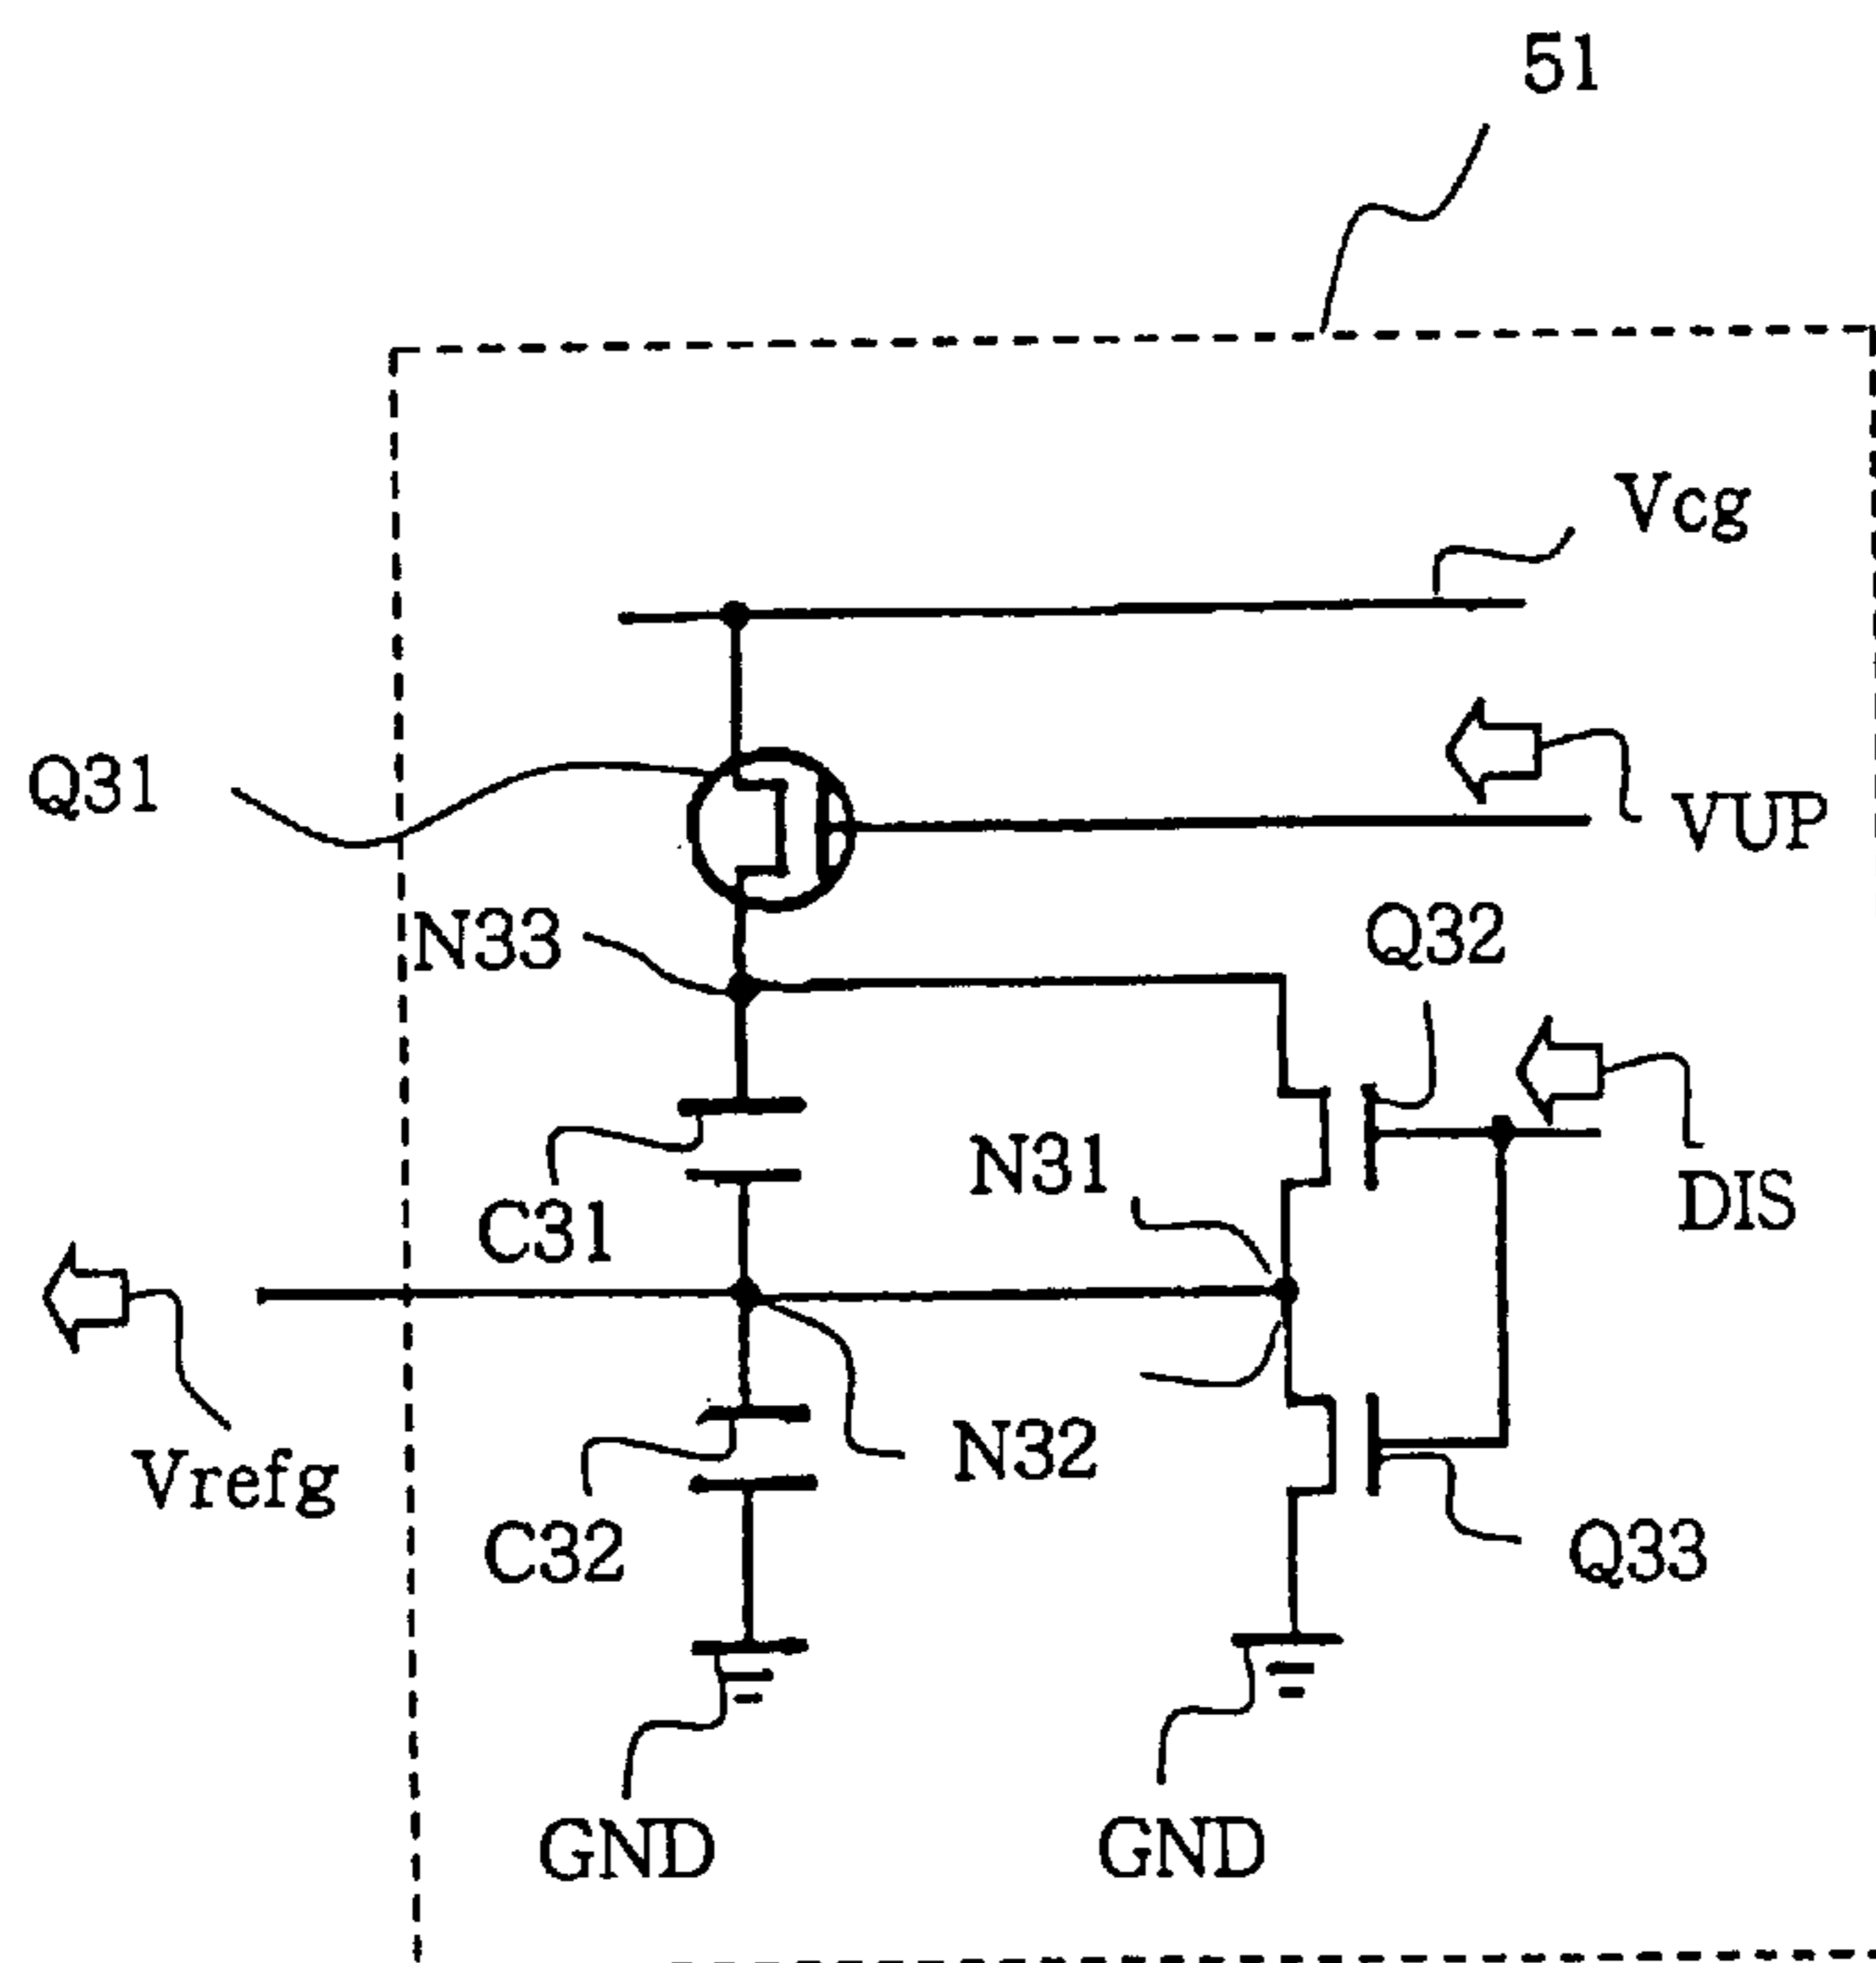 51
Vcg
Q31
VUP
N33
Q32
N31
DIS
C31
Vrefg
N32
C32
Q33
GND
GND